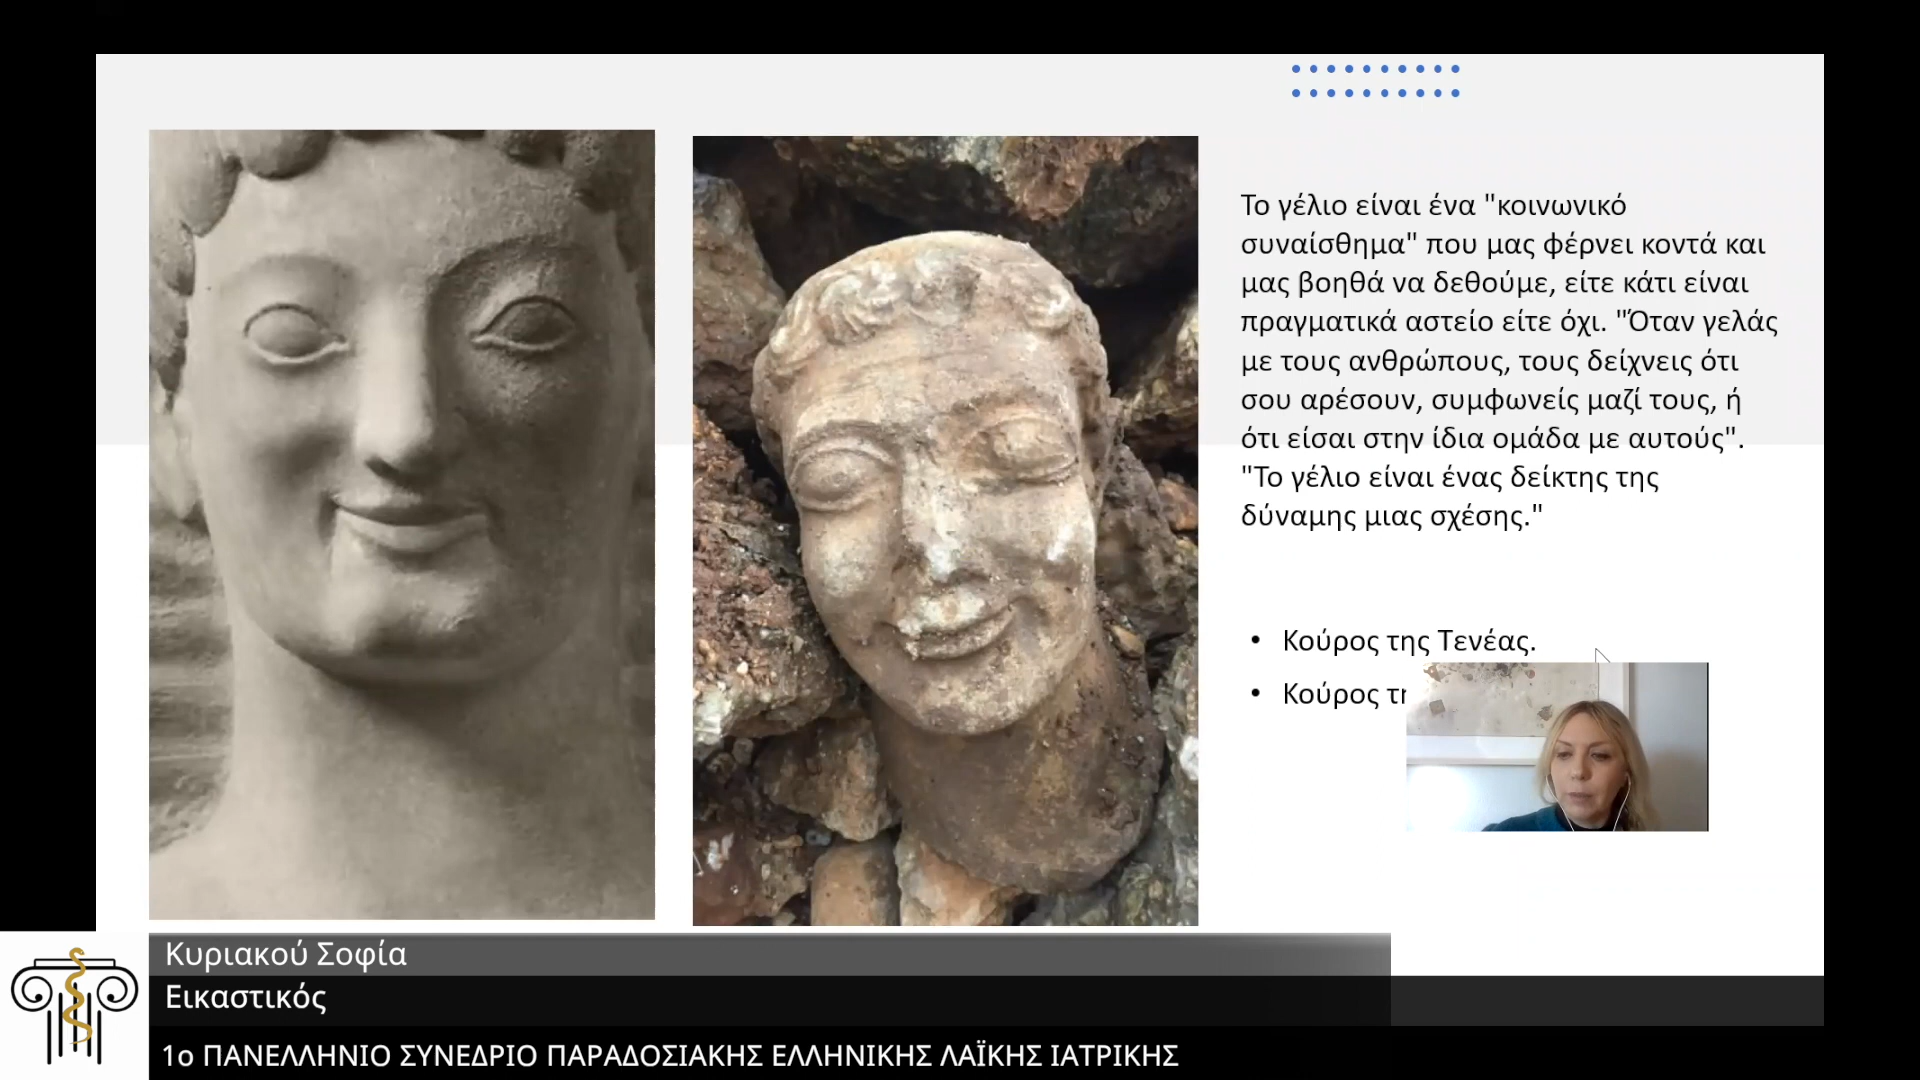 Το γέλιο είναι ένα "κοινωνικό
συναίσθημα" που μας φέρνει κοντά και
μας βοηθά να δεθούμε, είτε κάτι είναι
πραγματικά αστείο είτε όχι. "Όταν γελάς
με τους ανθρώπους, τους δείχνεις ότι
σου αρέσουν, συμφωνείς μαζί τους, ή
ότι είσαι στην ίδια ομάδα με αυτούς".
"Το γέλιο είναι ένας δείκτης της
δύναμης μιας σχέσης."
• Κούρος της Τενέας.
• Κούρος
Κυριακού Σοφία
Εικαστικός
1ο ΠΑΝΕΛΛΗΝΙΟ ΣΥΝΕΔΡΙΟ ΠΑΡΑΔΟΣΙΑΚΗΣ ΕΛΛΗΝΙΚΗΣ ΛΑΪΚΗΣ ΙΑΤΡΙΚΗΣ